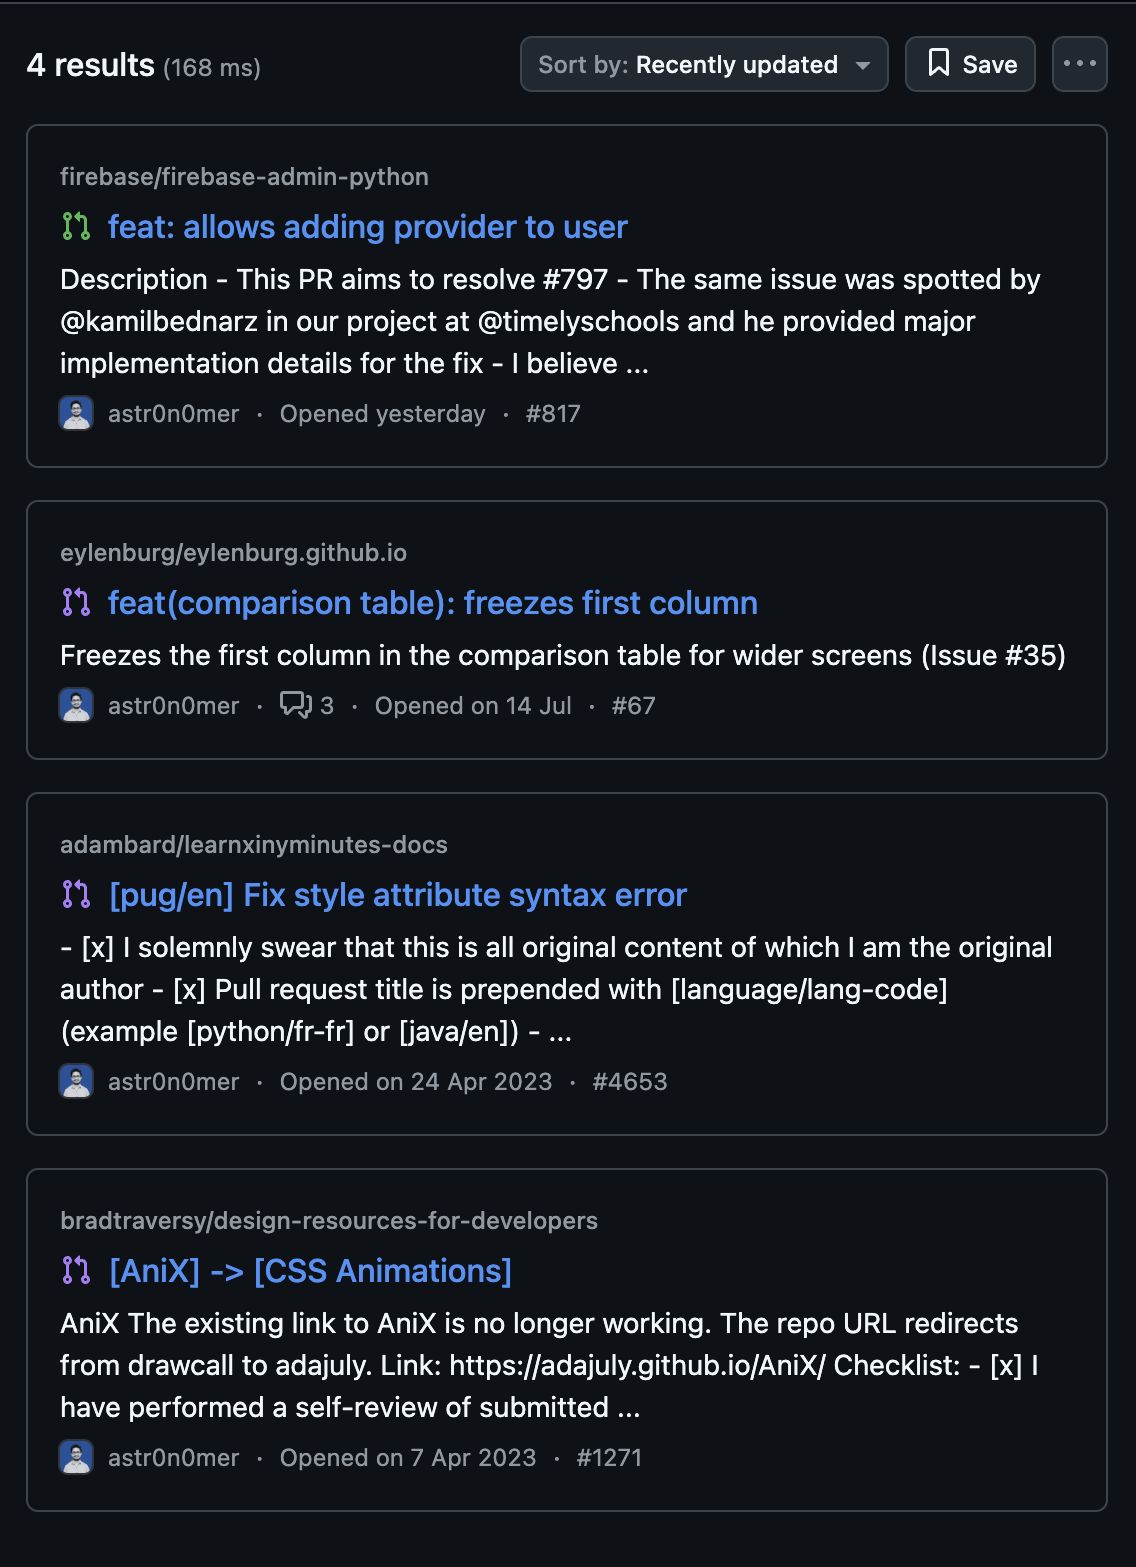 4 results (168 ms)
Sort by: Recently updated
Save
firebase/firebase-admin-python
feat: allows adding provider to user
Description - This PR aims to resolve #797 - The same issue was spotted by
@kamilbednarz in our project at @timelyschools and he provided major
implementation details for the fix - I believe ...
astr0n0mer · Opened yesterday · #817
eylenburg/eylenburg.github.io
feat(comparison table): freezes first column
Freezes the first column in the comparison table for wider screens (Issue #35)
astr0n0mer · 3 · Opened on 14 Jul · #67
adambard/learnxinyminutes-docs
[pug/en] Fix style attribute syntax error
- [x] I solemnly swear that this is all original content of which I am the original
author - [x] Pull request title is prepended with [language/lang-code]
(example [python/fr-fr] or [java/en]) - ...
astr0n0mer · Opened on 24 Apr 2023 · #4653
bradtraversy/design-resources-for-developers
[AniX] -> [CSS Animations]
AniX The existing link to AniX is no longer working. The repo URL redirects
from drawcall to adajuly. Link: https://adajuly.github.io/AniX/ Checklist: - [x] I
have performed a self-review of submitted ...
astr0n0mer · Opened on 7 Apr 2023 · #1271